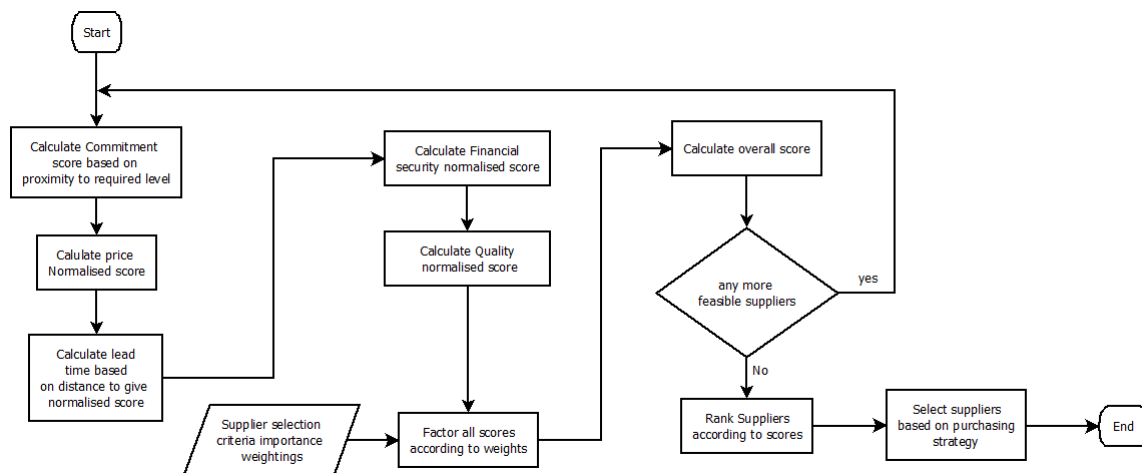 Start
Calculate Commitment
score based on
proximity to required level
Calulate price
Normalised score
Calculate lead
time based
on distance to give
normalised score
Calculate Financial
security normalised score
Calculate Quality
normalised score
Supplier selection
criteria importance
weightings
Factor all scores
according to weights
Calculate overall score
any more
feasible suppliers
yes
No
Rank Suppliers
according to scores
Select suppliers
based on purchasing
strategy
End